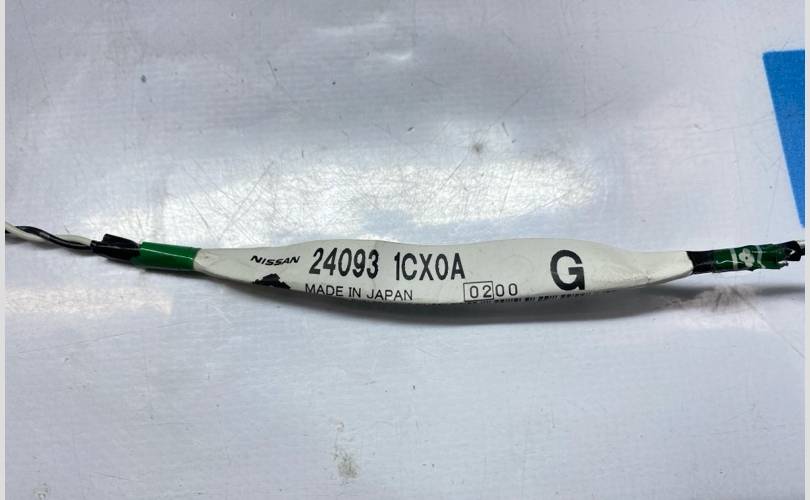 NISSAN 24093 1CX0A G
MADE IN JAPAN 0200